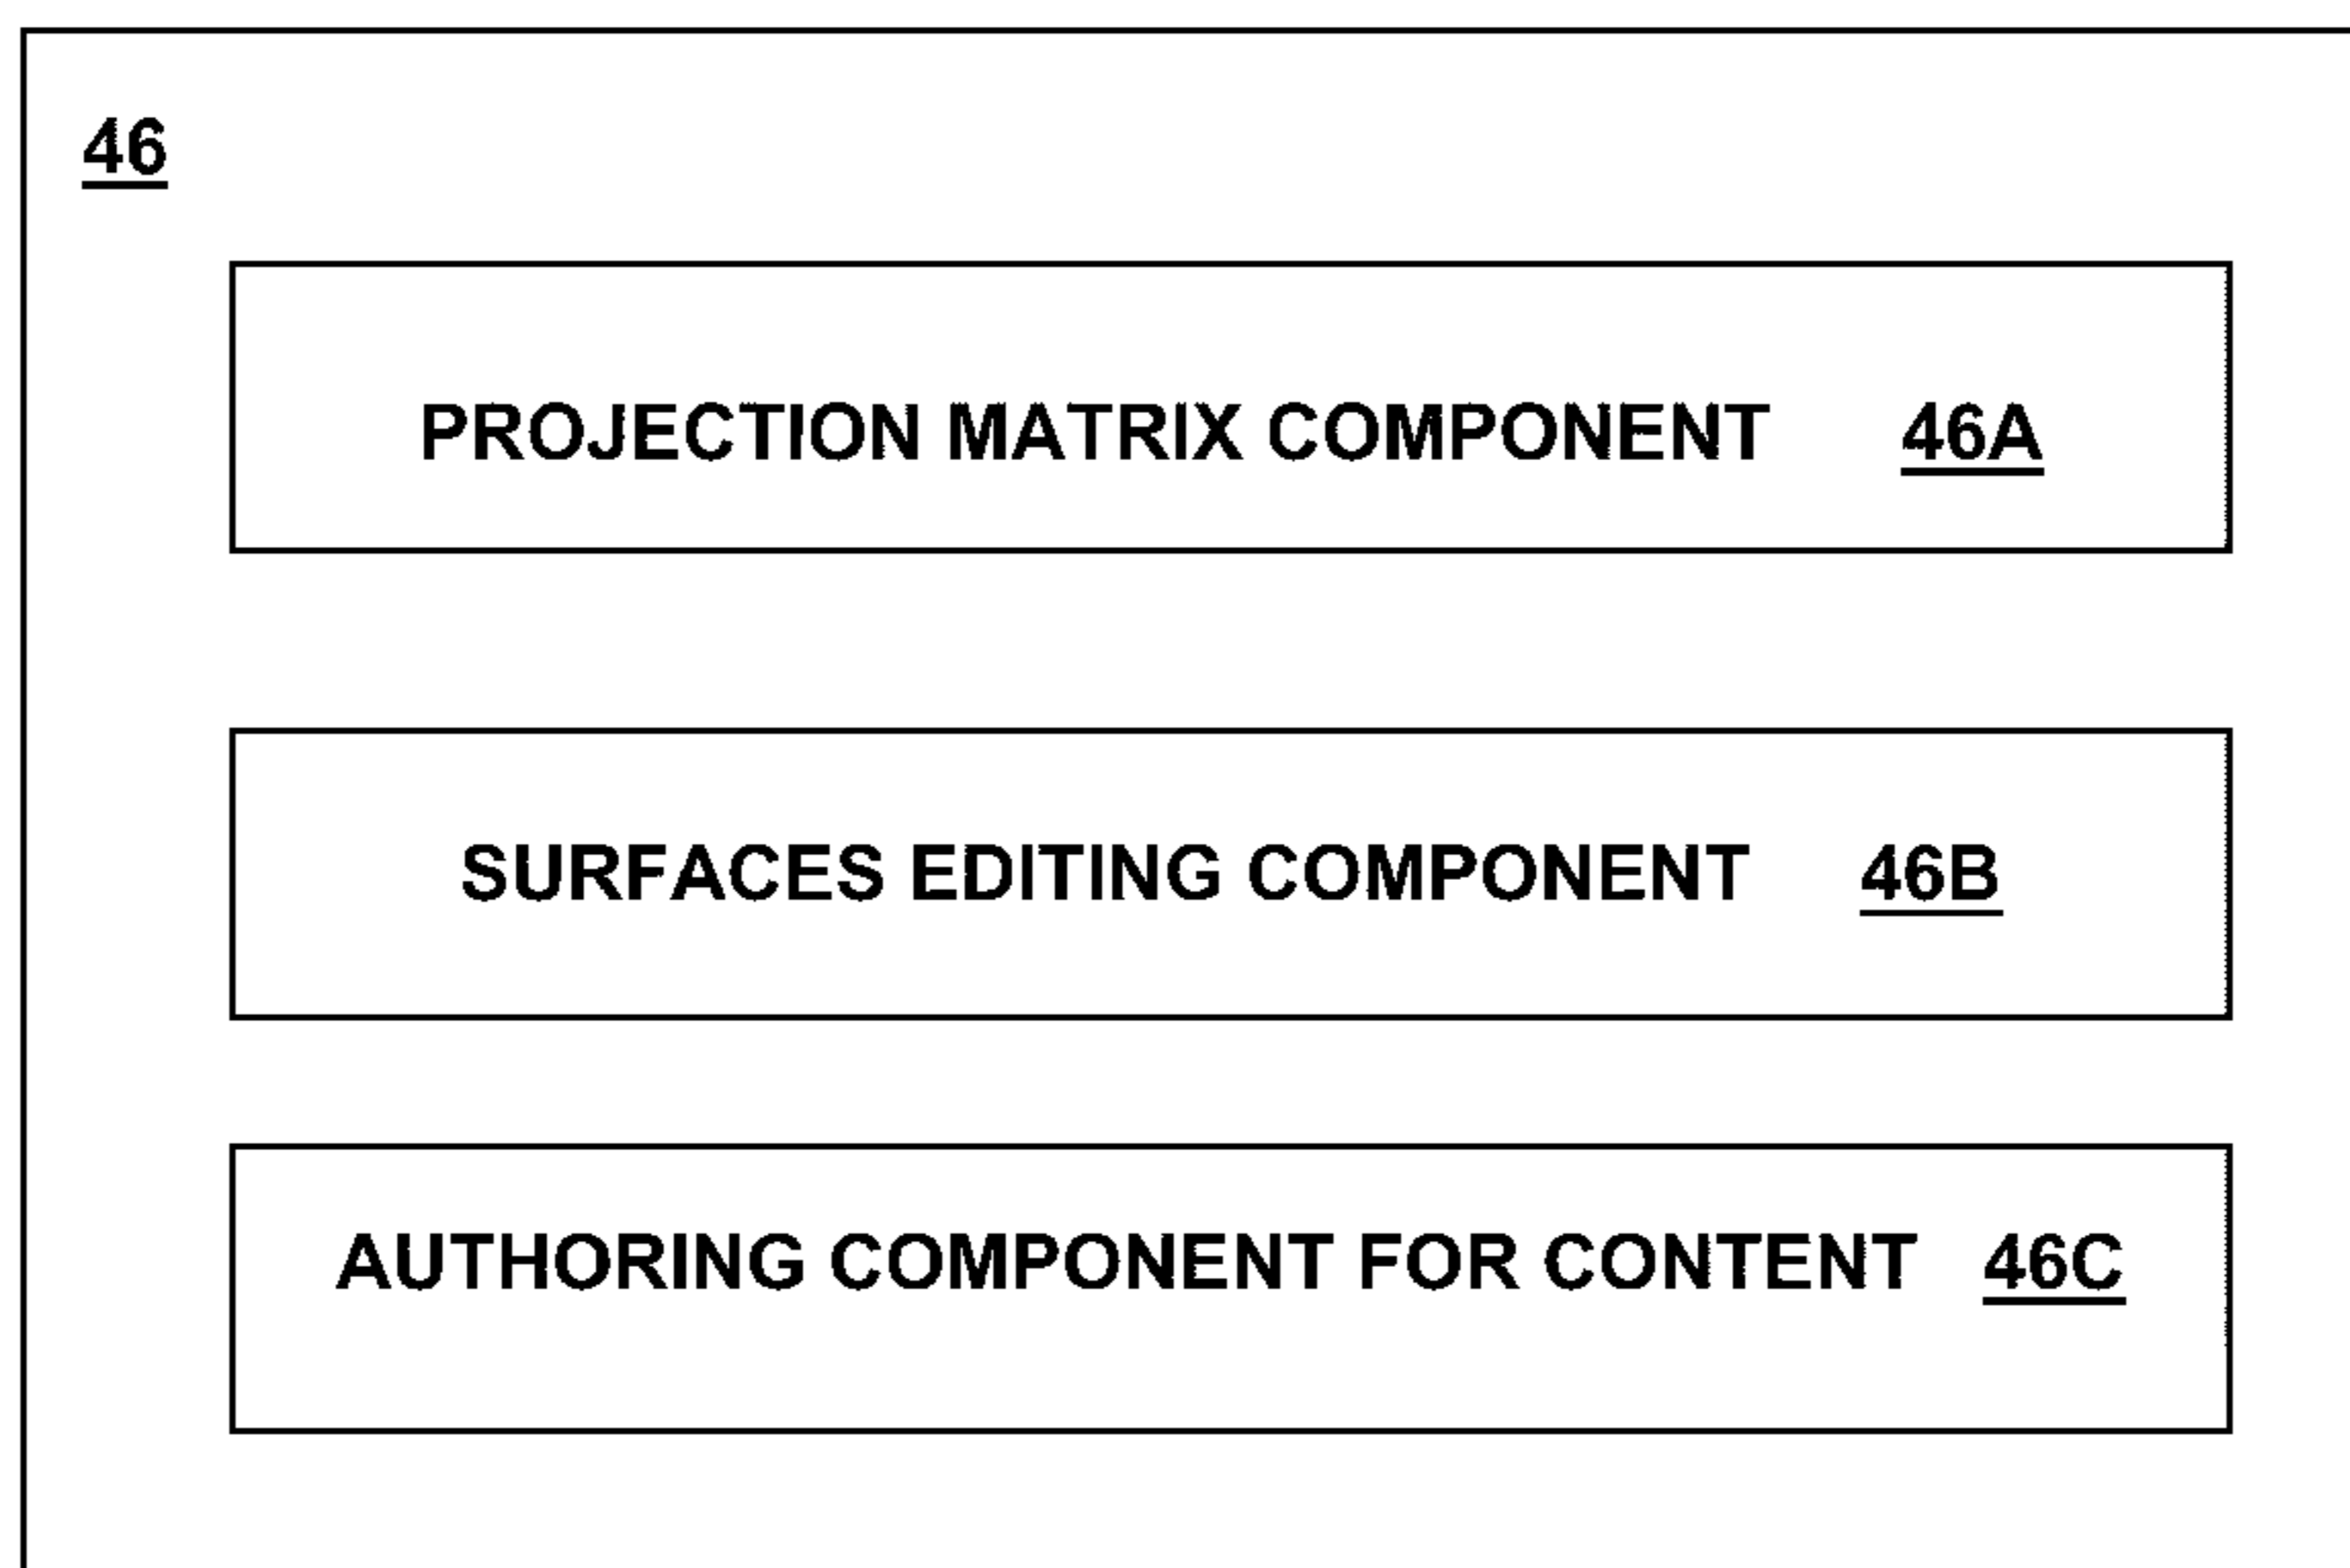 46
PROJECTION MATRIX COMPONENT 46A
SURFACES EDITING COMPONENT 46B
AUTHORING COMPONENT FOR CONTENT 46C